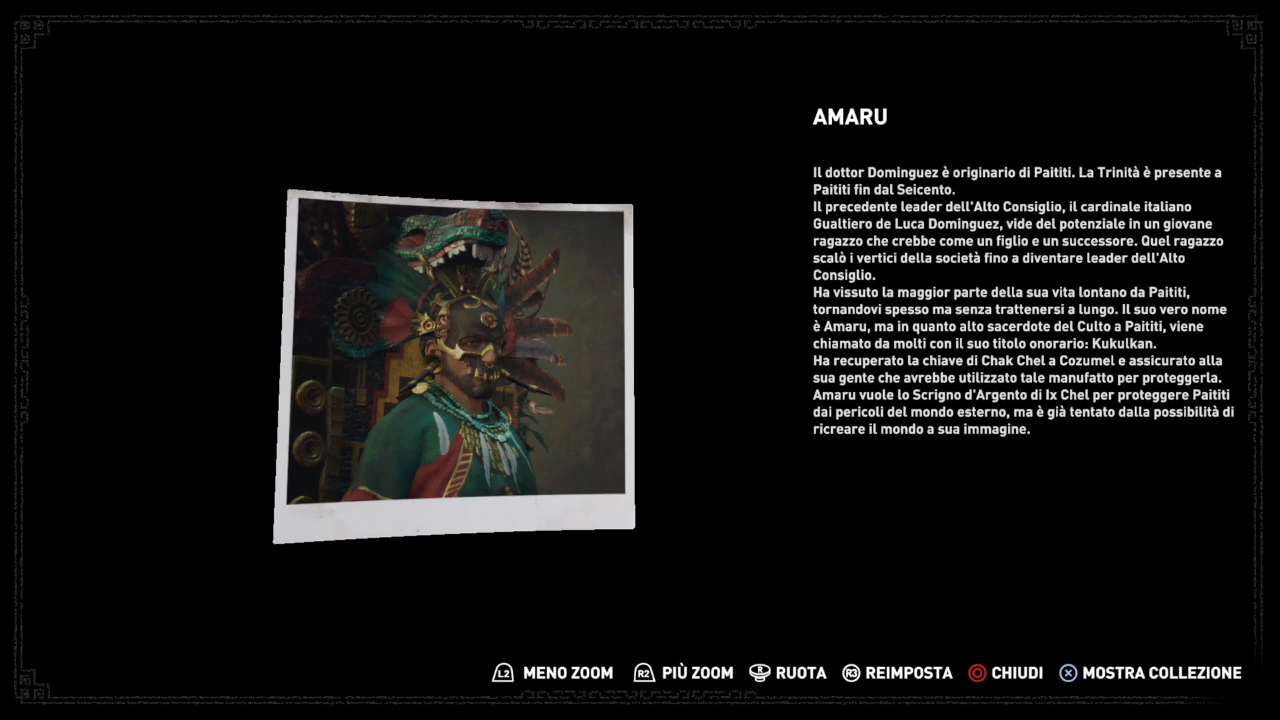 AMARU
Il dottor Dominguez è originario di Paititi. La Trinità è presente a
Paititi fin dal Seicento.
Il precedente leader dell'Alto Consiglio, il cardinale italiano
Gualtiero de Luca Dominguez, vide del potenziale in un giovane
ragazzo che crebbe come un figlio e un successore. Quel ragazzo
scalò i vertici della società fino a diventare leader dell'Alto
Consiglio.
Ha vissuto la maggior parte della sua vita lontano da Paititi,
tornandovi spesso ma senza trattenersi a lungo. Il suo vero nome
è Amaru, ma in quanto alto sacerdote del Culto a Paititi, viene
chiamato da molti con il suo titolo onorario: Kukulkan.
Ha recuperato la chiave di Chak Chel a Cozumel e assicurato alla
sua gente che avrebbe utilizzato tale manufatto per proteggerla.
Amaru vuole lo Scrigno d'Argento di Ix Chel per proteggere Paititi
dai pericoli del mondo esterno, ma è già tentato dalla possibilità di
ricreare il mondo a sua immagine.
L2 MENO ZOOM R2 PIÙ ZOOM R RUOTA R3 REIMPOSTA CHIUDI MOSTRA COLLEZIONE